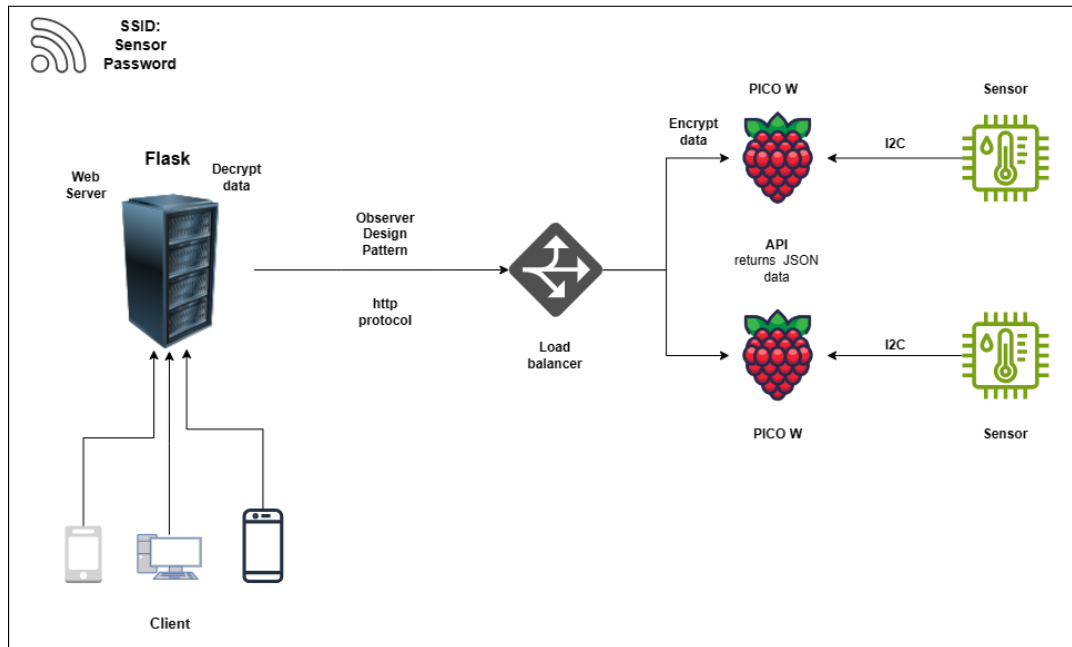 SSID:
Sensor
Password
PICO W
Sensor
Encrypt
data
I2C
Flask
Web
Server
Decrypt
data
Observer
Design
Pattern
http
protocol
API
returns JSON
data
Load
balancer
I2C
PICO W
Sensor
Client